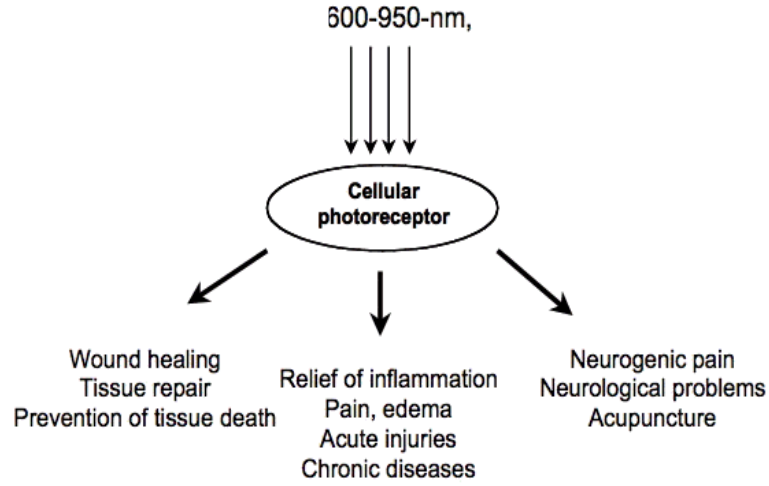 600-950-nm,
Cellular
photoreceptor
Wound healing
Tissue repair
Prevention of tissue death
Relief of inflammation
Pain, edema
Acute injuries
Chronic diseases
Neurogenic pain
Neurological problems
Acupuncture